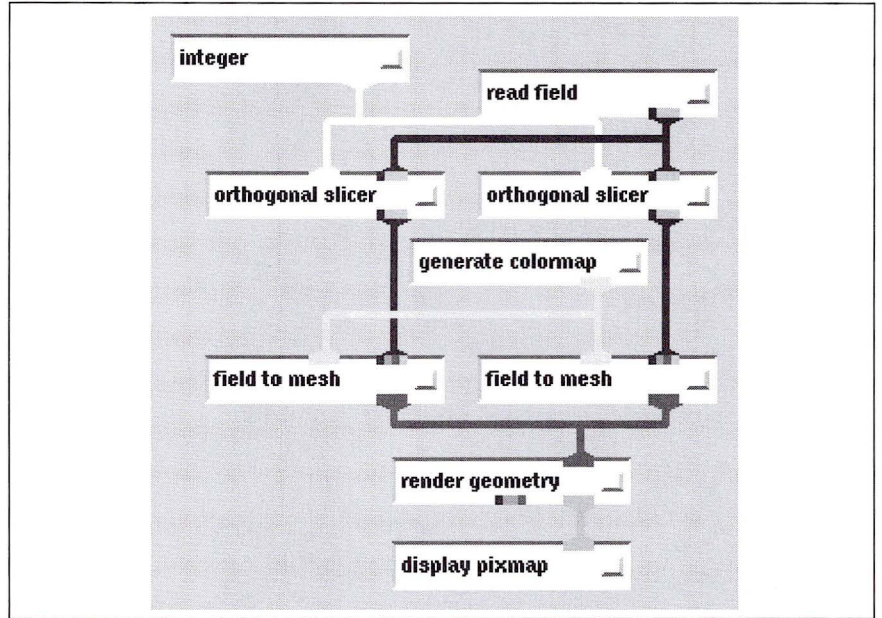 integer
read field
orthogonal slicer
orthogonal slicer
generate colormap
field to mesh
field to mesh
render geometry
display pixmap